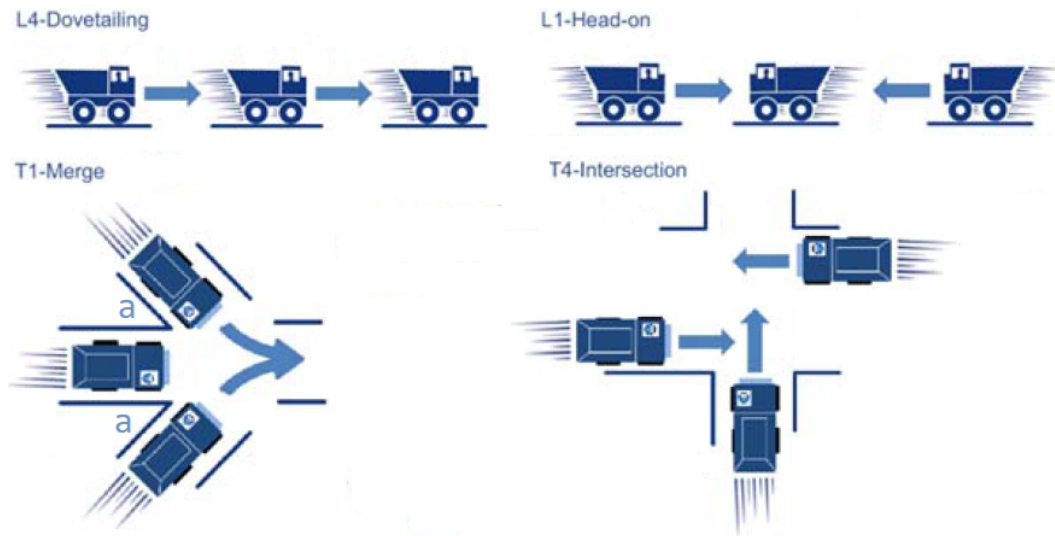 L4-Dovetailing
L1-Head-on
T1-Merge
T4-Intersection
a
a